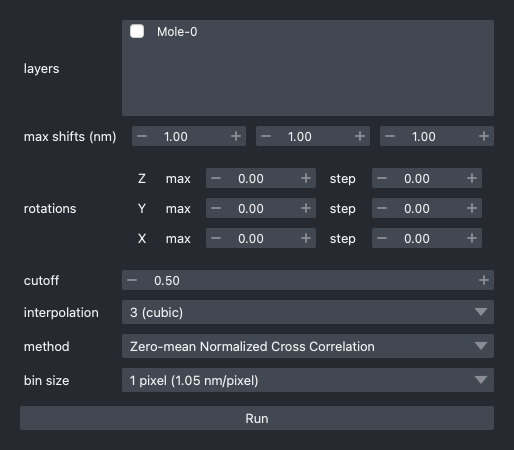 Mole-0
layers
max shifts (nm) − 1.00 + − 1.00 + − 1.00 +
Z max − 0.00 + step − 0.00 +
rotations Y max − 0.00 + step − 0.00 +
X max − 0.00 + step − 0.00 +
cutoff − 0.50 +
interpolation 3 (cubic)
method Zero-mean Normalized Cross Correlation
bin size 1 pixel (1.05 nm/pixel)
Run